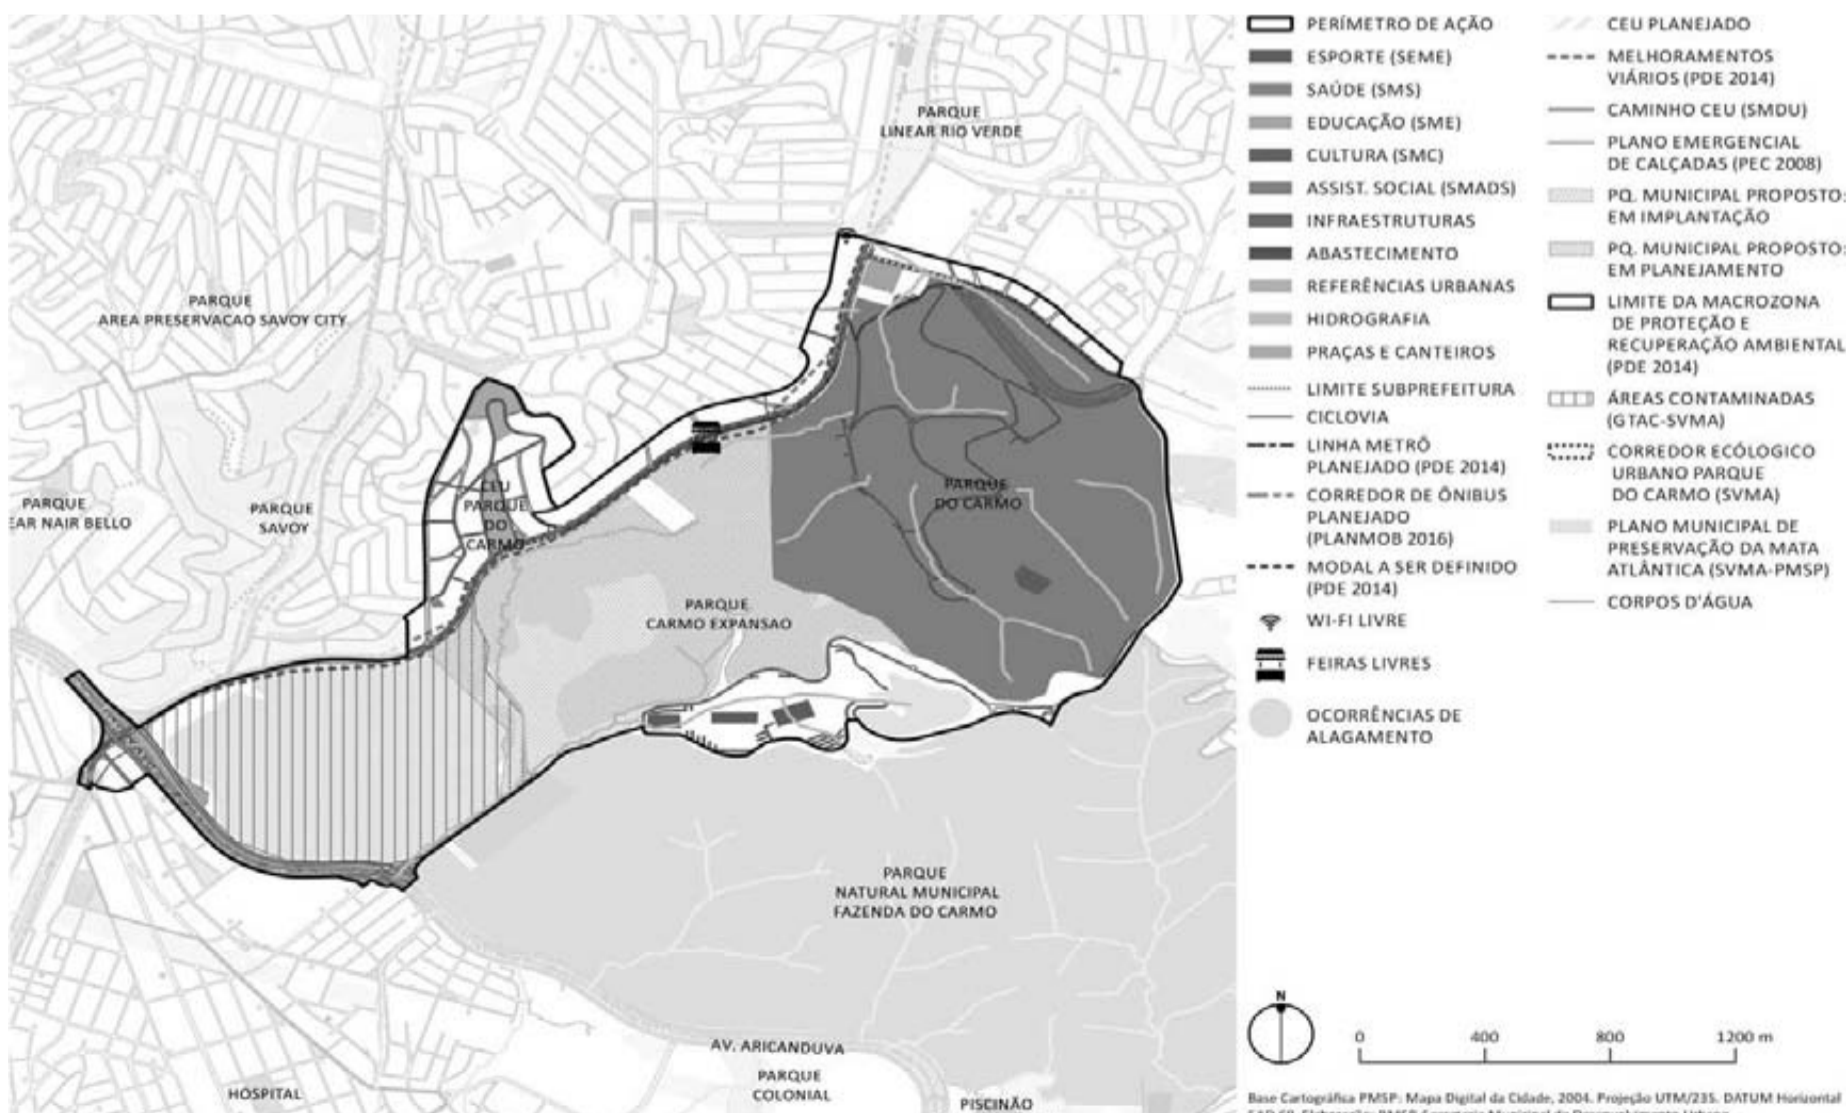 PARQUE
LINEAR RIO VERDE
PARQUE
AREA PRESERVACAO SAVOY CITY
PARQUE
EAR NAIR BELLO
PARQUE
SAVOY
CEU
PARQUE
DO
CARMO
PARQUE
DO CARMO
PARQUE
CARMO EXPANSAO
PARQUE
NATURAL MUNICIPAL
FAZENDA DO CARMO
AV. ARICANDUVA
PARQUE
COLONIAL
HOSPITAL
PISCINÃO
PERÍMETRO DE AÇÃO
ESPORTE (SEME)
SAÚDE (SMS)
EDUCAÇÃO (SME)
CULTURA (SMC)
ASSIST. SOCIAL (SMADS)
INFRAESTRUTURAS
ABASTECIMENTO
REFERÊNCIAS URBANAS
HIDROGRAFIA
PRAÇAS E CANTEIROS
LIMITE SUBPREFEITURA
CICLOVIA
LINHA METRÔ
PLANEJADO (PDE 2014)
CORREDOR DE ÔNIBUS
PLANEJADO
(PLANMOB 2016)
MODAL A SER DEFINIDO
(PDE 2014)
WI-FI LIVRE
FEIRAS LIVRES
OCORRÊNCIAS DE
ALAGAMENTO
CEU PLANEJADO
MELHORAMENTOS
VIÁRIOS (PDE 2014)
CAMINHO CEU (SMDU)
PLANO EMERGENCIAL
DE CALÇADAS (PEC 2008)
PQ. MUNICIPAL PROPOSTO:
EM IMPLANTAÇÃO
PQ. MUNICIPAL PROPOSTO:
EM PLANEJAMENTO
LIMITE DA MACROZONA
DE PROTEÇÃO E
RECUPERAÇÃO AMBIENTAL
(PDE 2014)
ÁREAS CONTAMINADAS
(GTAC-SVMA)
CORREDOR ECÓLOGICO
URBANO PARQUE
DO CARMO (SVMA)
PLANO MUNICIPAL DE
PRESERVAÇÃO DA MATA
ATLÂNTICA (SVMA-PMSP)
CORPOS D'ÁGUA
N
0 400 800 1200 m
Base Cartográfica PMSP: Mapa Digital da Cidade, 2004. Projeção UTM/23S. DATUM Horizontal